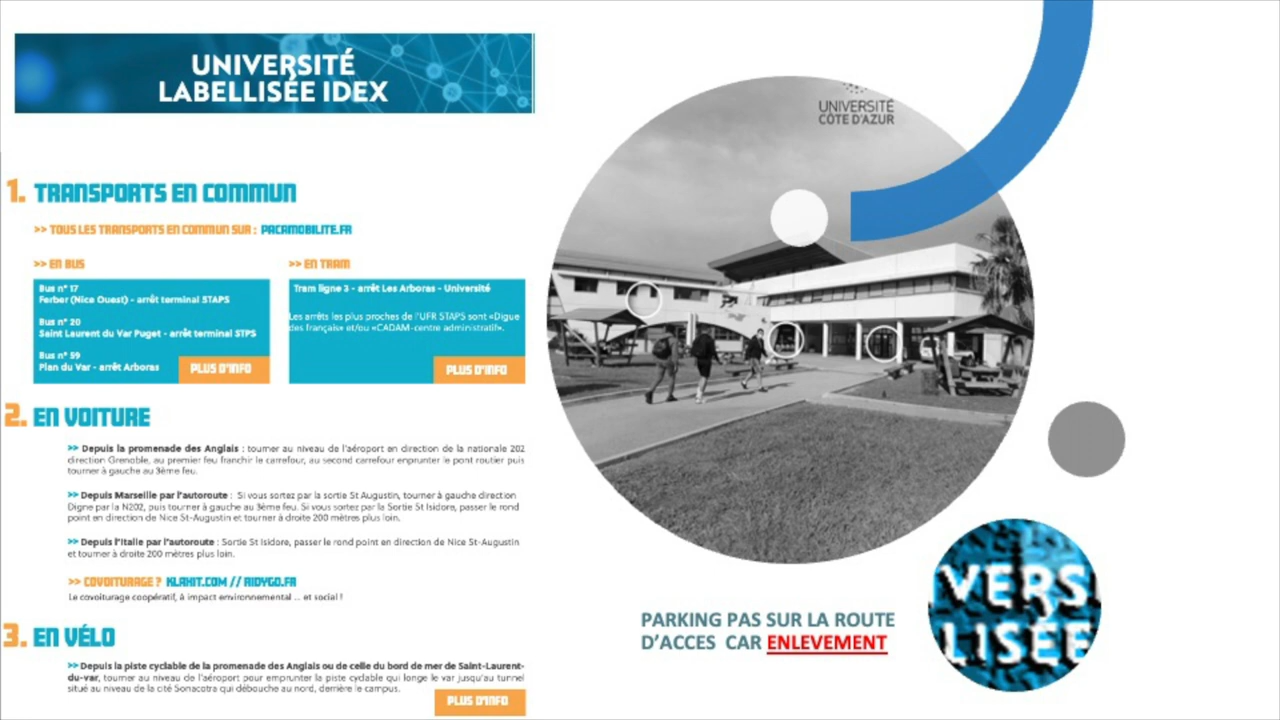 UNIVERSITÉ
LABELLISÉE IDEX
1. TRANSPORTS EN COMMUN
>> TOUS LES TRANSPORTS EN COMMUN SUR : PACAMOBILITE.FR
>> EN BUS
Bus n° 17
Ferber (Nice Ouest) - arrêt terminal STAPS
Bus n° 20
Saint Laurent du Var Puget - arrêt terminal STPS
Bus n° 59
Plan du Var - arrêt Arboras
PLUS D'INFO
>> EN TRAM
Tram ligne 3 - arrêt Les Arboras - Université
Les arrêts les plus proches de l'UFR STAPS sont «Digue
des français» et/ou «CADAM-centre administratif».
PLUS D'INFO
2. EN VOITURE
>> Depuis la promenade des Anglais : tourner au niveau de l'aéroport en direction de la nationale 202
direction Grenoble, au premier feu franchir le carrefour, au second carrefour enprunter le pont routier puis
tourner à gauche au 3ème feu.
>> Depuis Marseille par l'autoroute : Si vous sortez par la sortie St Augustin, tourner à gauche direction
Digne par la N202, puis tourner à gauche au 3ème feu. Si vous sortez par la Sortie St Isidore, passer le rond
point en direction de Nice St-Augustin et tourner à droite 200 mètres plus loin.
>> Depuis l'Italie par l'autoroute : Sortie St Isidore, passer le rond point en direction de Nice St-Augustin
et tourner à droite 200 mètres plus loin.
>> COVOITURAGE ? KLAXIT.COM // RIDYGO.FR
Le covoiturage coopératif, à impact environnemental ... et social !
3. EN VÉLO
>> Depuis la piste cyclable de la promenade des Anglais ou de celle du bord de mer de Saint-Laurent-
du-var, tourner au niveau de l'aéroport pour emprunter la piste cyclable qui longe le var jusqu'au tunnel
situé au niveau de la cité Sonacotra qui débouche au nord, derrière le campus.
PLUS D'INFO
UNIVERSITÉ
CÔTE D'AZUR
PARKING PAS SUR LA ROUTE
D'ACCES CAR ENLEVEMENT
VERS
LISÉE